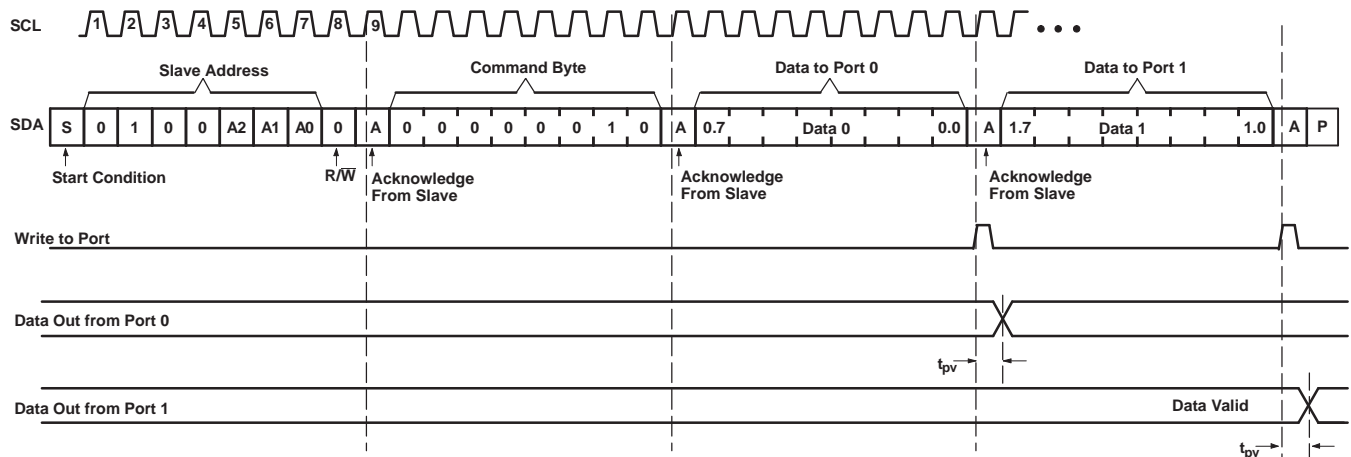 SCL 1 2 3 4 5 6 7 8 9 • • •
Slave Address Command Byte Data to Port 0 Data to Port 1
SDA S 0 1 0 0 A2 A1 A0 0 A 0 0 0 0 0 0 1 0 A 0.7 Data 0 0.0 A 1.7 Data 1 1.0 A P
Start Condition R/W̅ Acknowledge From Slave Acknowledge From Slave Acknowledge From Slave
Write to Port
Data Out from Port 0
tpv
Data Out from Port 1 Data Valid
tpv